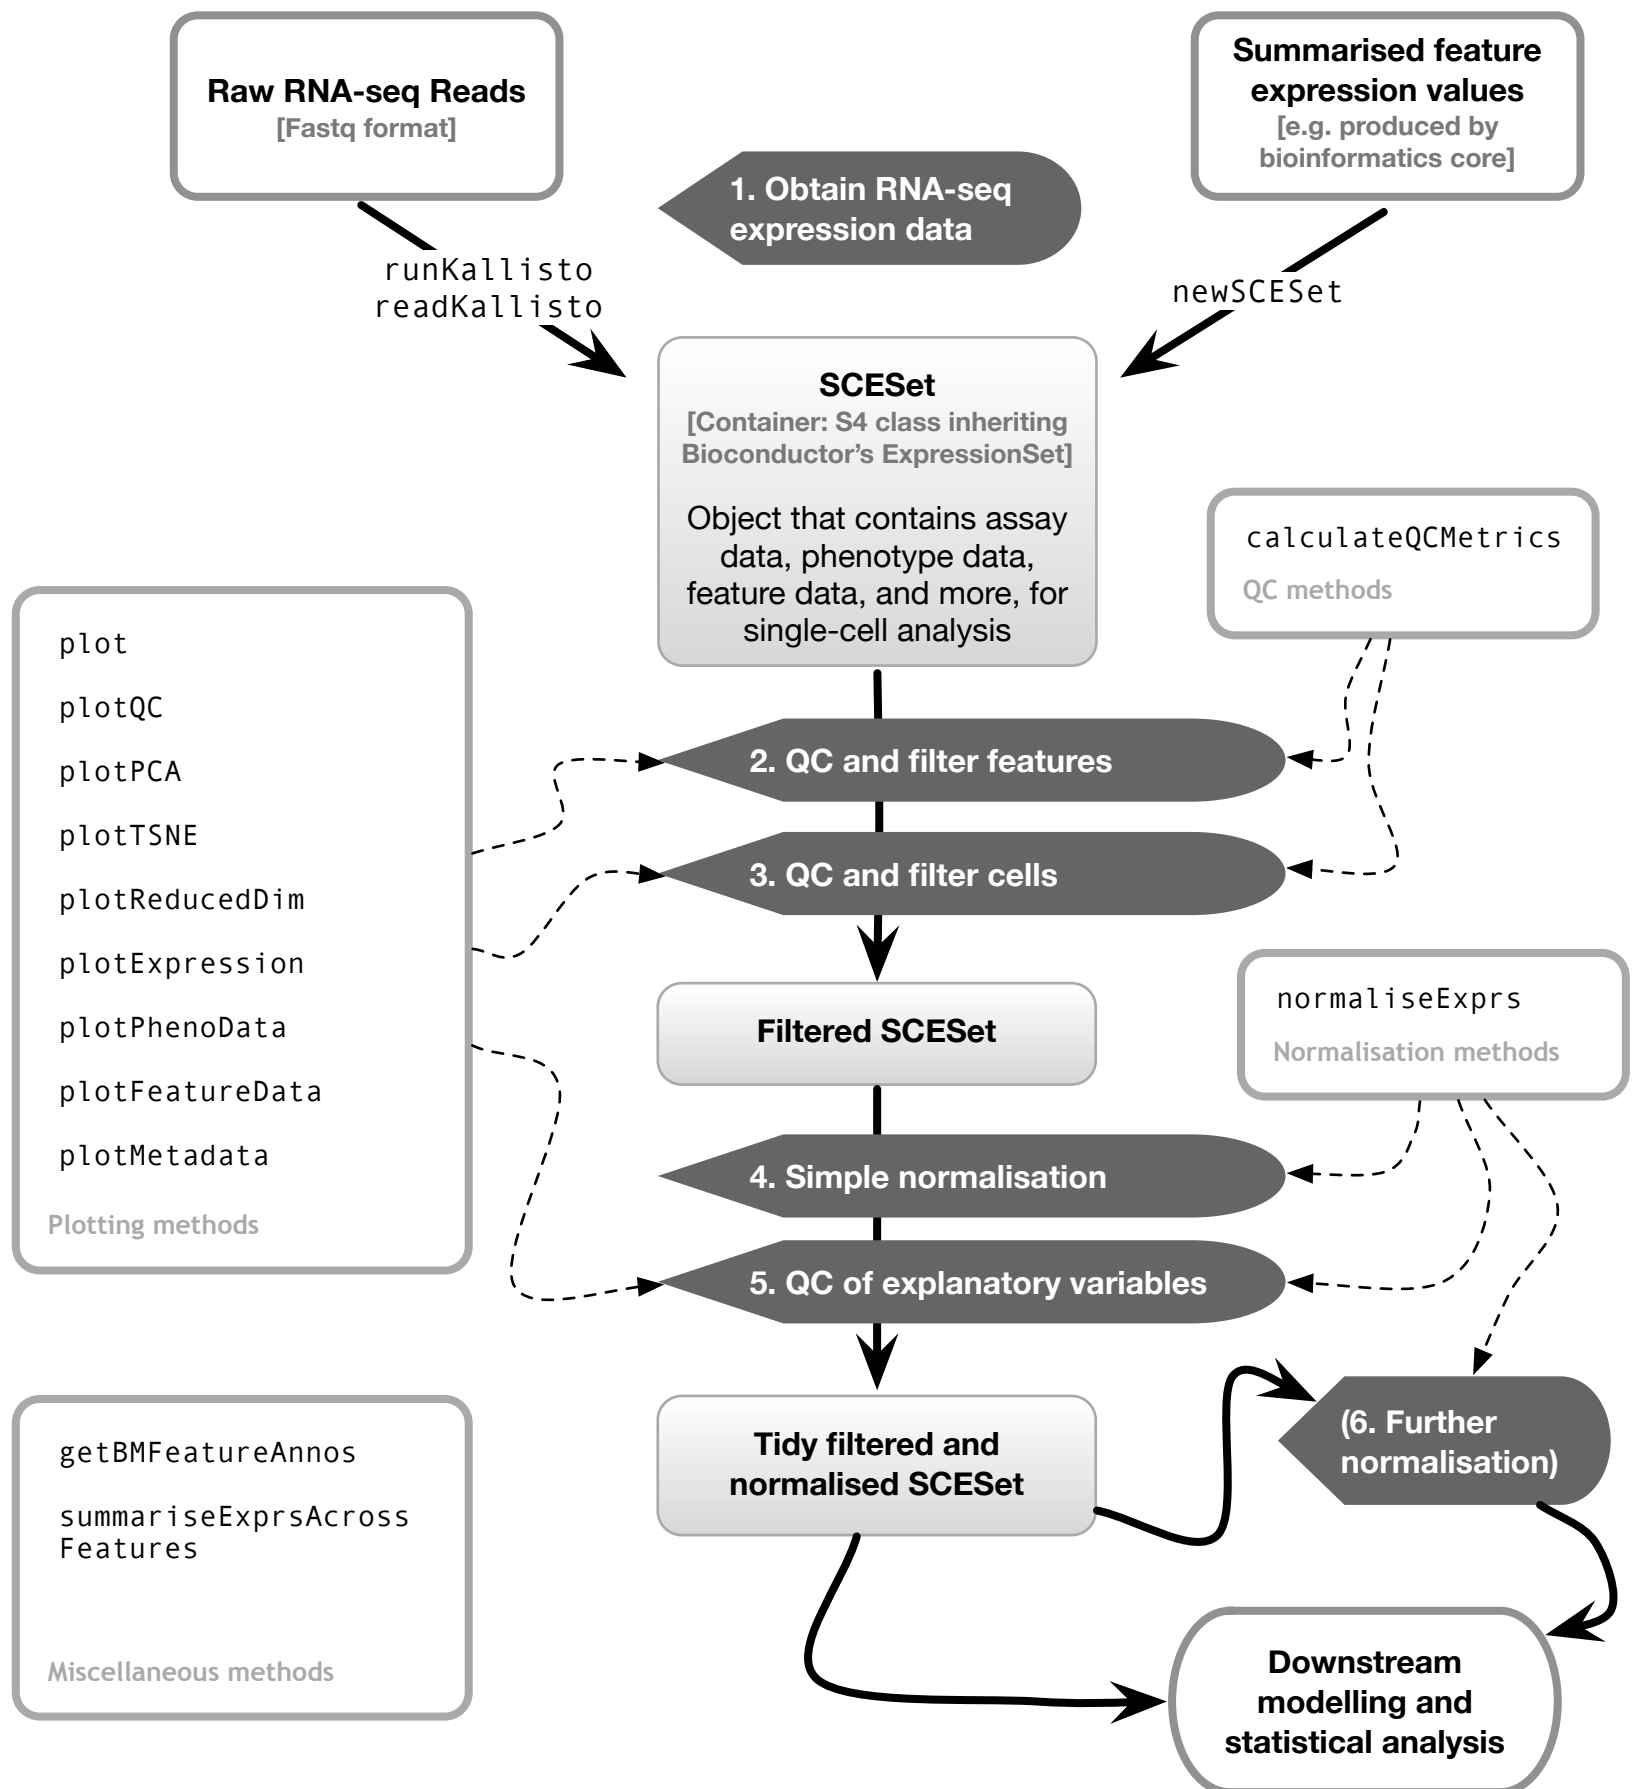 Raw RNA-seq Reads
[Fastq format]
Summarised feature
expression values
[e.g. produced by
bioinformatics core]
1. Obtain RNA-seq
expression data
runKallisto
readKallisto
newSCESet
SCESet
[Container: S4 class inheriting
Bioconductor’s ExpressionSet]
Object that contains assay
data, phenotype data,
feature data, and more, for
single-cell analysis
calculateQCMetrics
QC methods
plot
plotQC
plotPCA
plotTSNE
plotReducedDim
plotExpression
plotPhenoData
plotFeatureData
plotMetadata
Plotting methods
2. QC and filter features
3. QC and filter cells
Filtered SCESet
normaliseExprs
Normalisation methods
4. Simple normalisation
5. QC of explanatory variables
Tidy filtered and
normalised SCESet
(6. Further
normalisation)
getBMFeatureAnnos
summariseExprsAcross
Features
Miscellaneous methods
Downstream
modelling and
statistical analysis